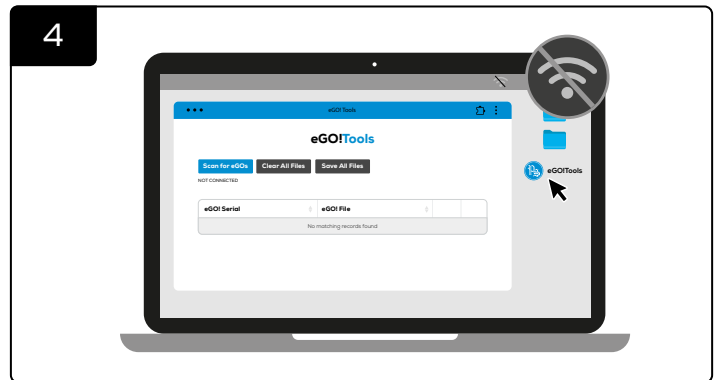 4
eGO! Tools
eGO!Tools
Scan for eGOs Clear All Files Save All Files
NOT CONNECTED
eGO! Serial eGO! File
No matching records found
eGO!Tools